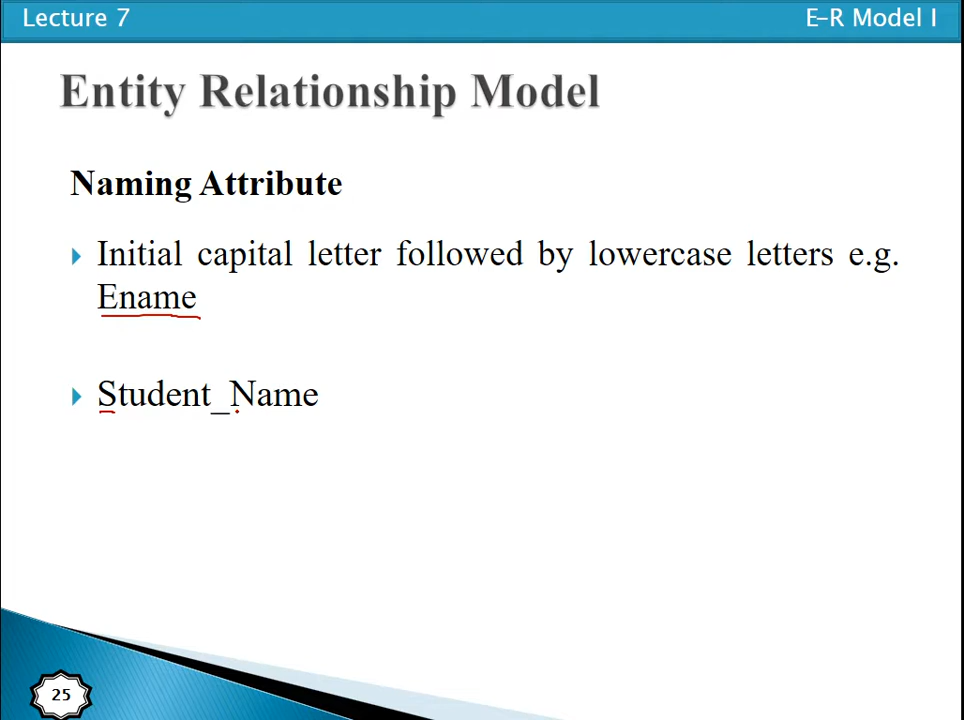 Lecture 7
E-R Model I
Entity Relationship Model
Naming Attribute
Initial capital letter followed by lowercase letters e.g.
Ename
Student_Name
25